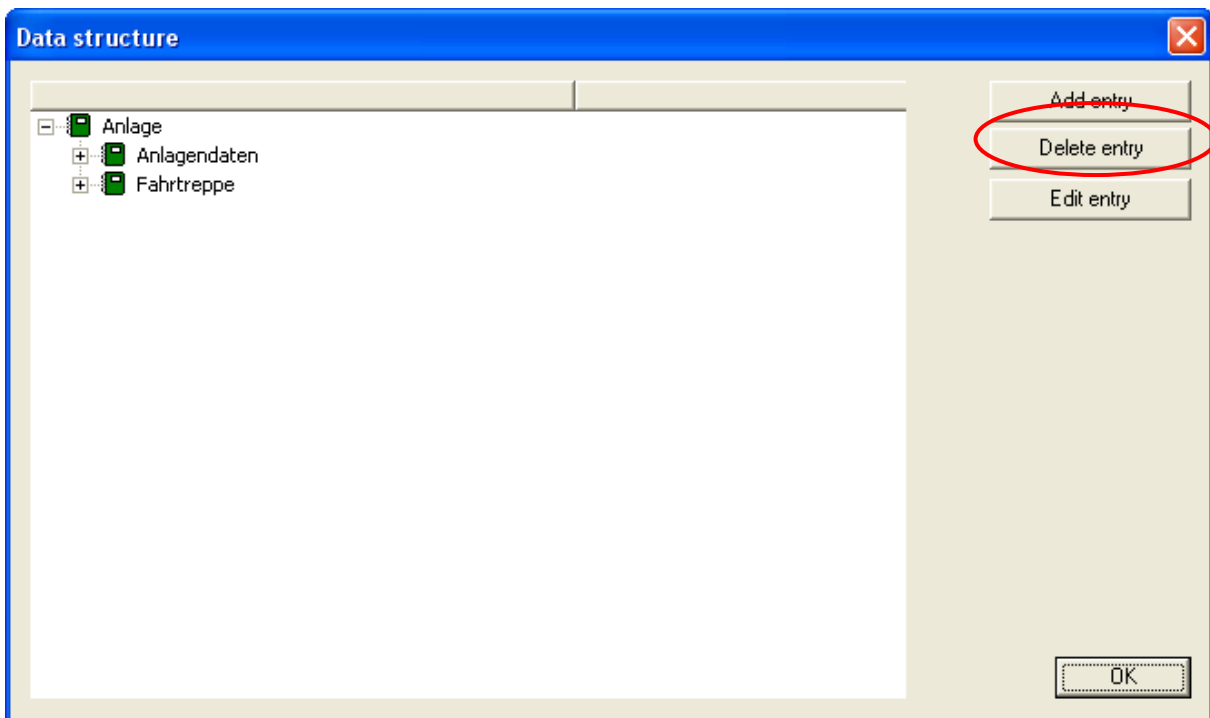 Data structure
Anlage
Anlagendaten
Fahrtreppe
Add entry
Delete entry
Edit entry
OK